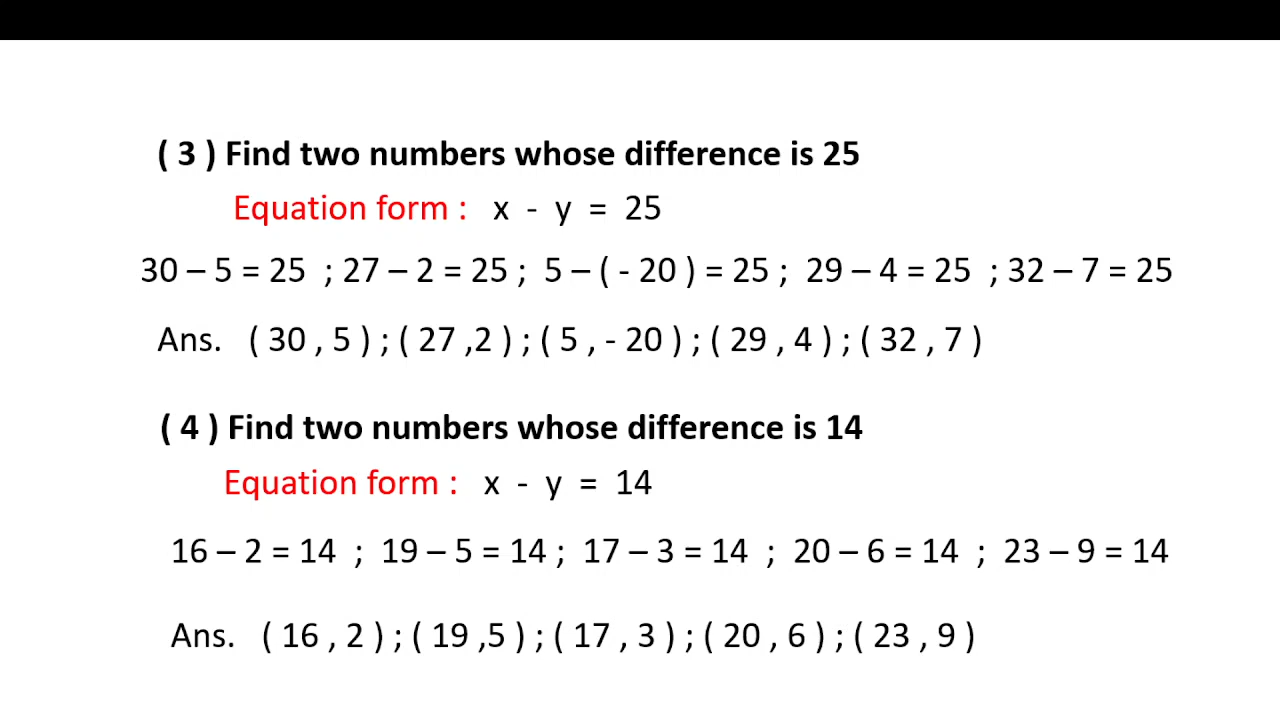 ( 3 ) Find two numbers whose difference is 25
Equation form : x - y = 25
30 – 5 = 25 ; 27 – 2 = 25 ; 5 – ( - 20 ) = 25 ; 29 – 4 = 25 ; 32 – 7 = 25
Ans. ( 30 , 5 ) ; ( 27 ,2 ) ; ( 5 , - 20 ) ; ( 29 , 4 ) ; ( 32 , 7 )
( 4 ) Find two numbers whose difference is 14
Equation form : x - y = 14
16 – 2 = 14 ; 19 – 5 = 14 ; 17 – 3 = 14 ; 20 – 6 = 14 ; 23 – 9 = 14
Ans. ( 16 , 2 ) ; ( 19 ,5 ) ; ( 17 , 3 ) ; ( 20 , 6 ) ; ( 23 , 9 )